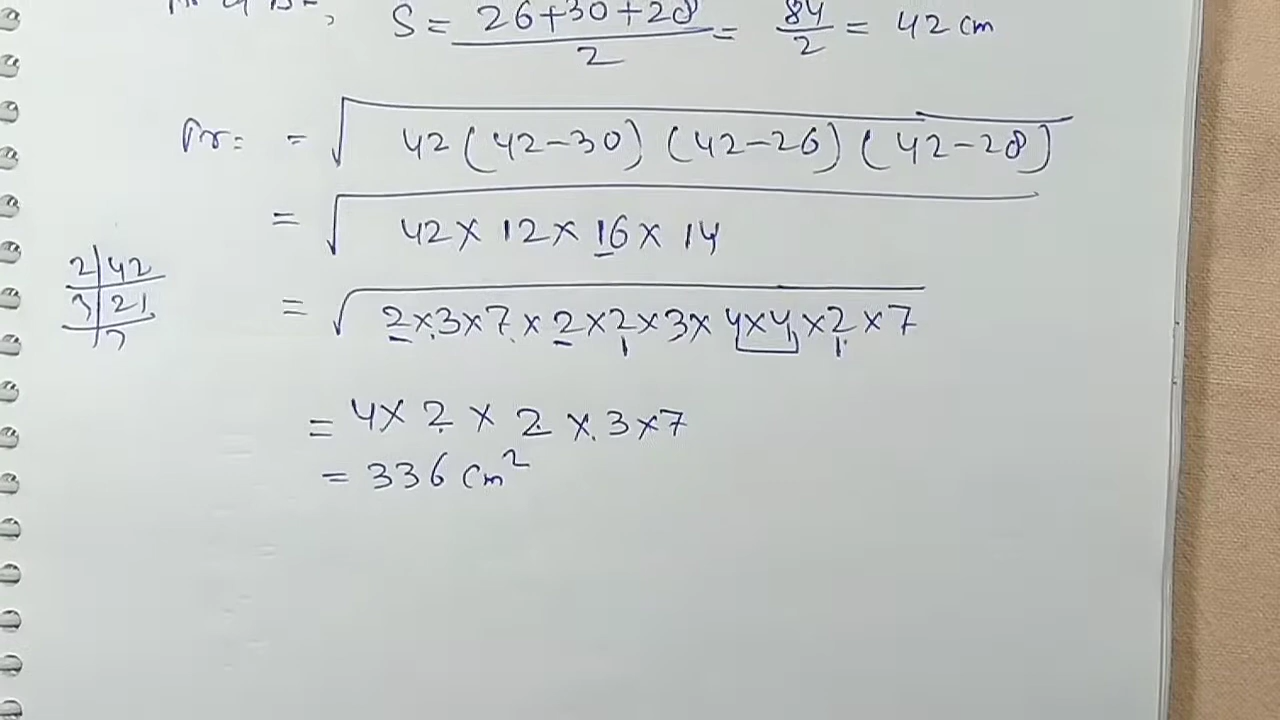 S = 26+30+28/2 = 84/2 = 42 cm
Ar. = √42(42-30)(42-26)(42-28)
= √42× 12× 16× 14
2|42
3|21
7
= √2×3×7×2×2×3×4×4×2×7
= 4× 2 × 2 × 3×7
= 336 cm²